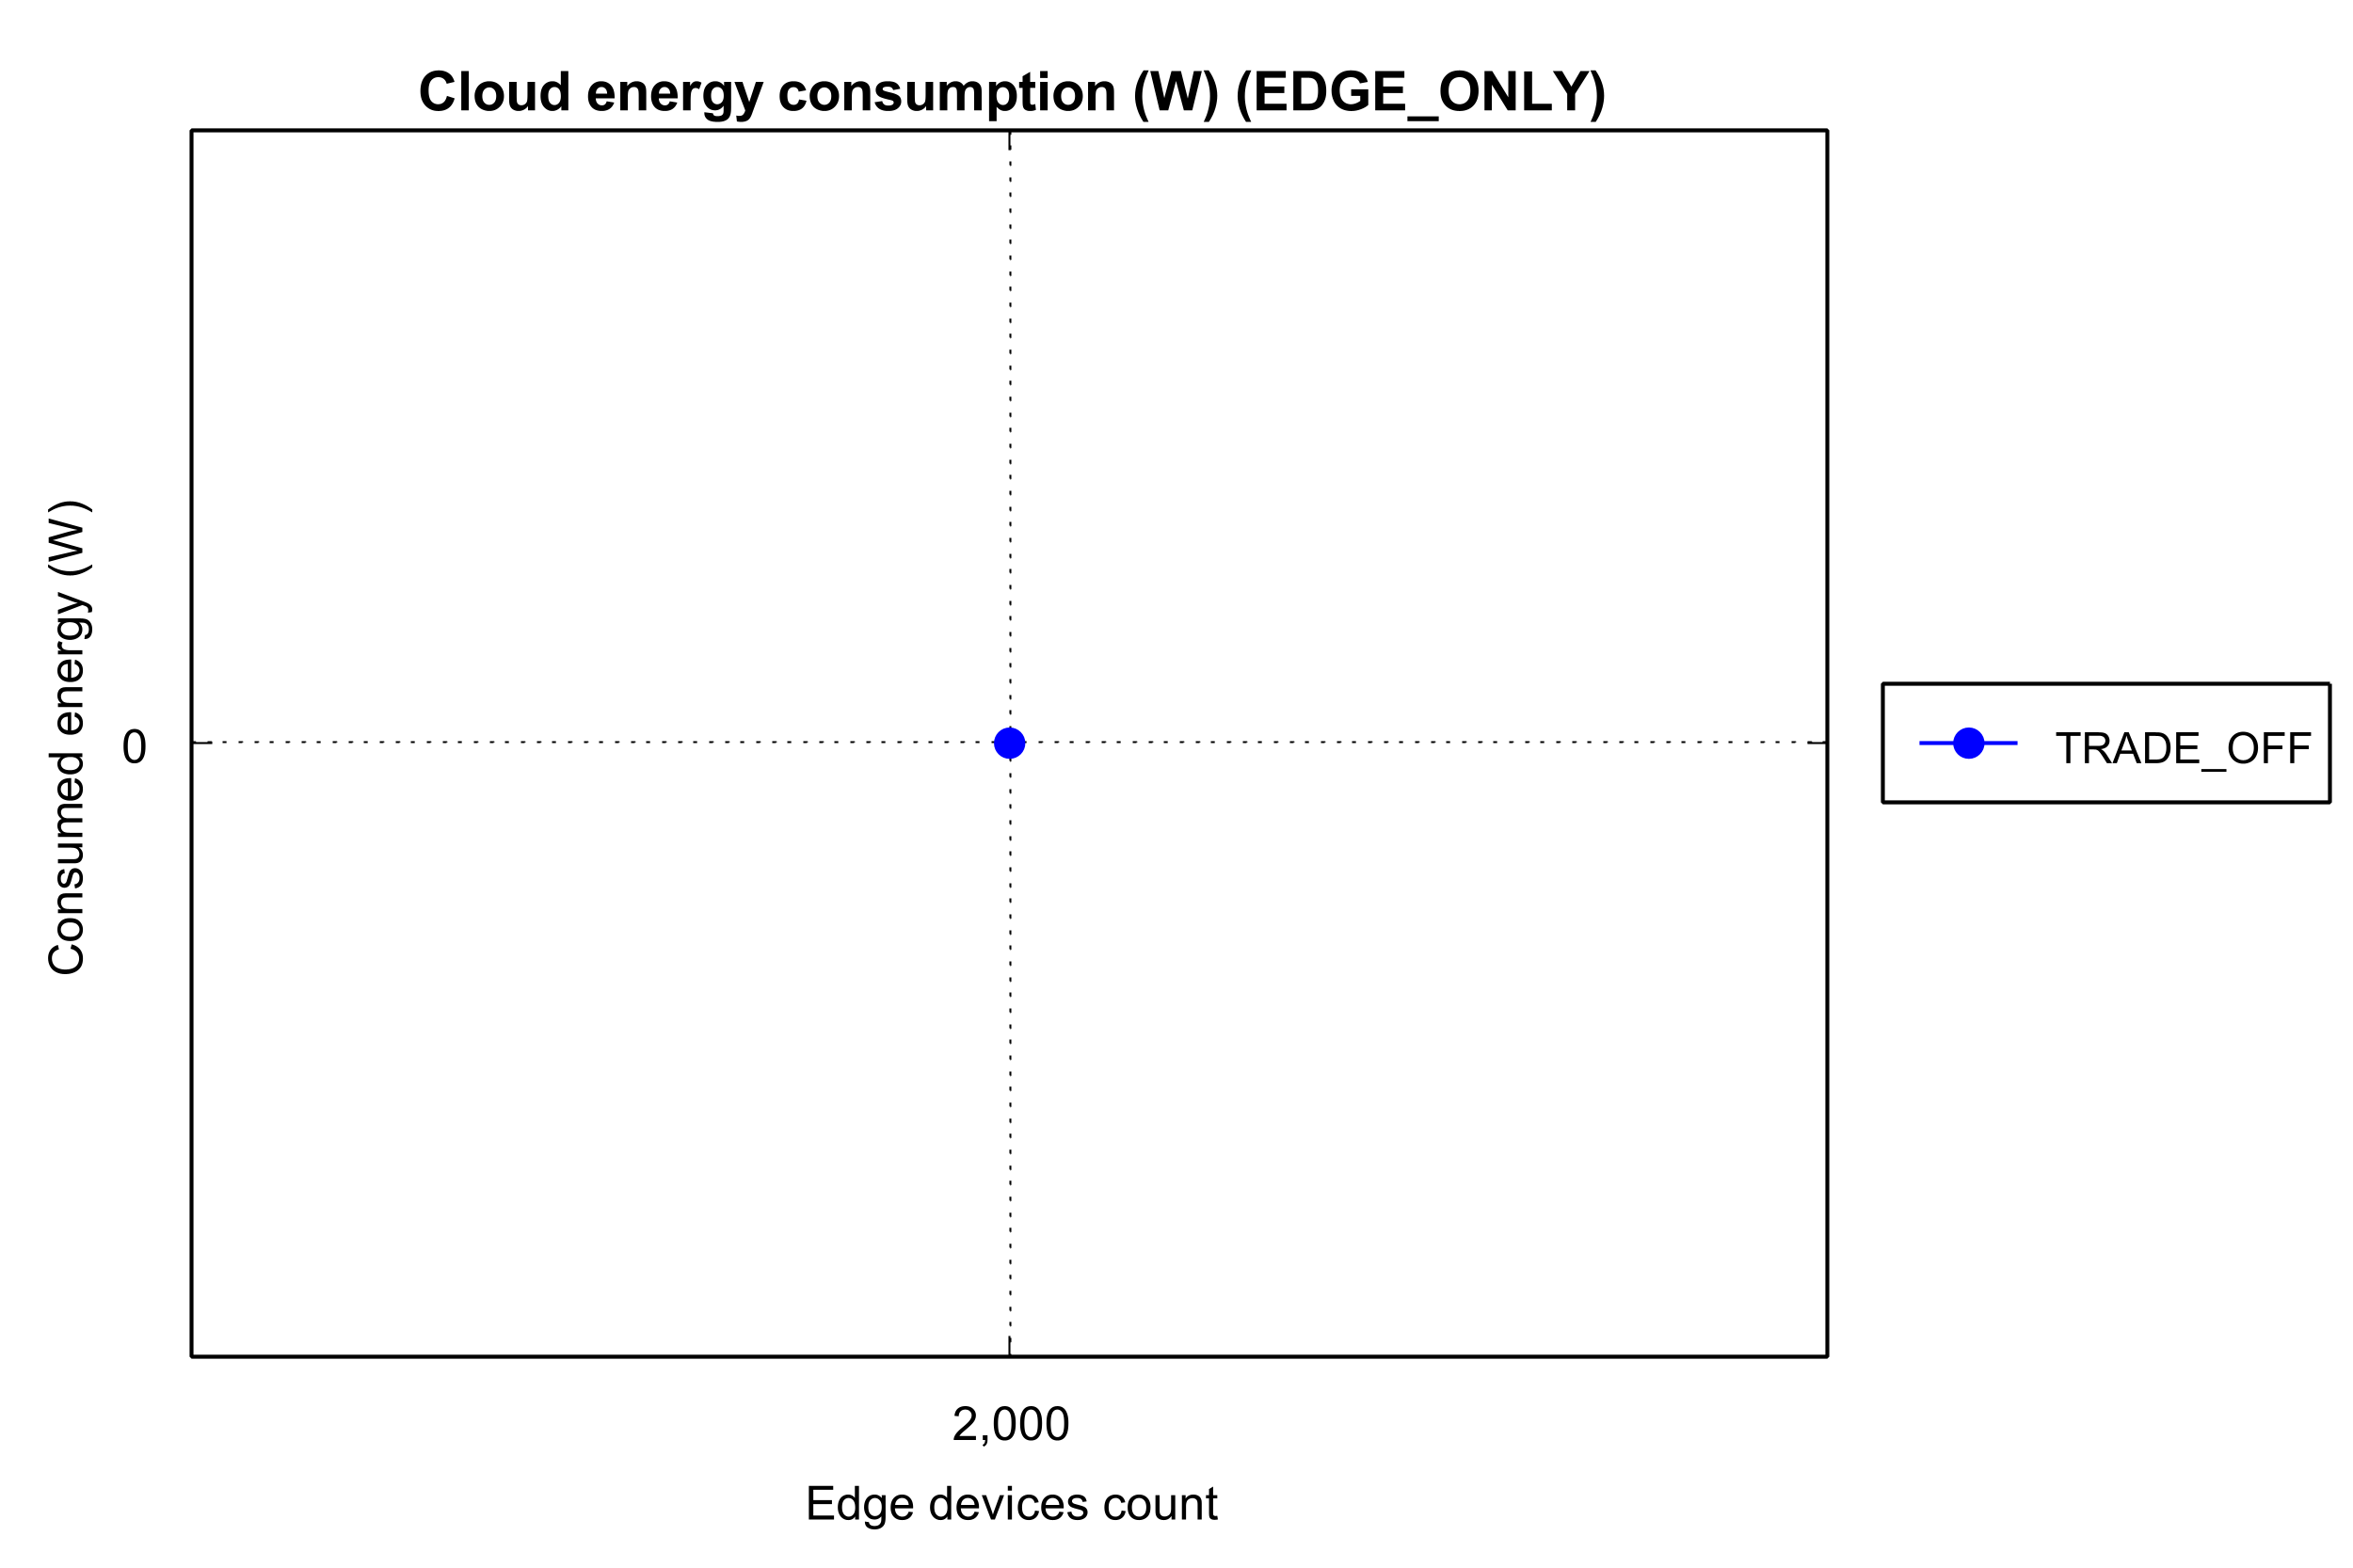 Cloud energy consumption (W) (EDGE_ONLY)
Consumed energy (W)
0
TRADE_OFF
2,000
Edge devices count